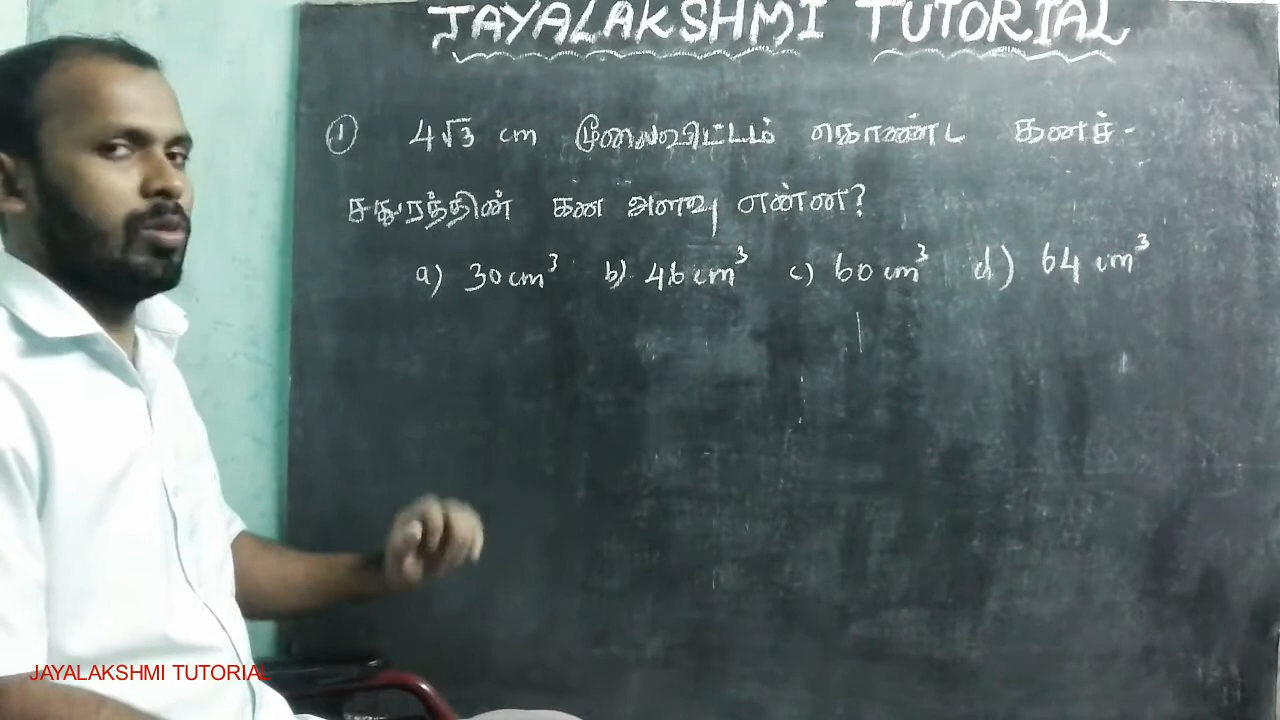 JAYALAKSHMI TUTORIAL
① 4√3 cm மூலைவிட்டம் கொண்ட கனச்-
சதுரத்தின் கன அளவு என்ன?
a) 30 cm³ b) 46 cm³ c) 60 cm³ d) 64 cm³
JAYALAKSHMI TUTORIAL